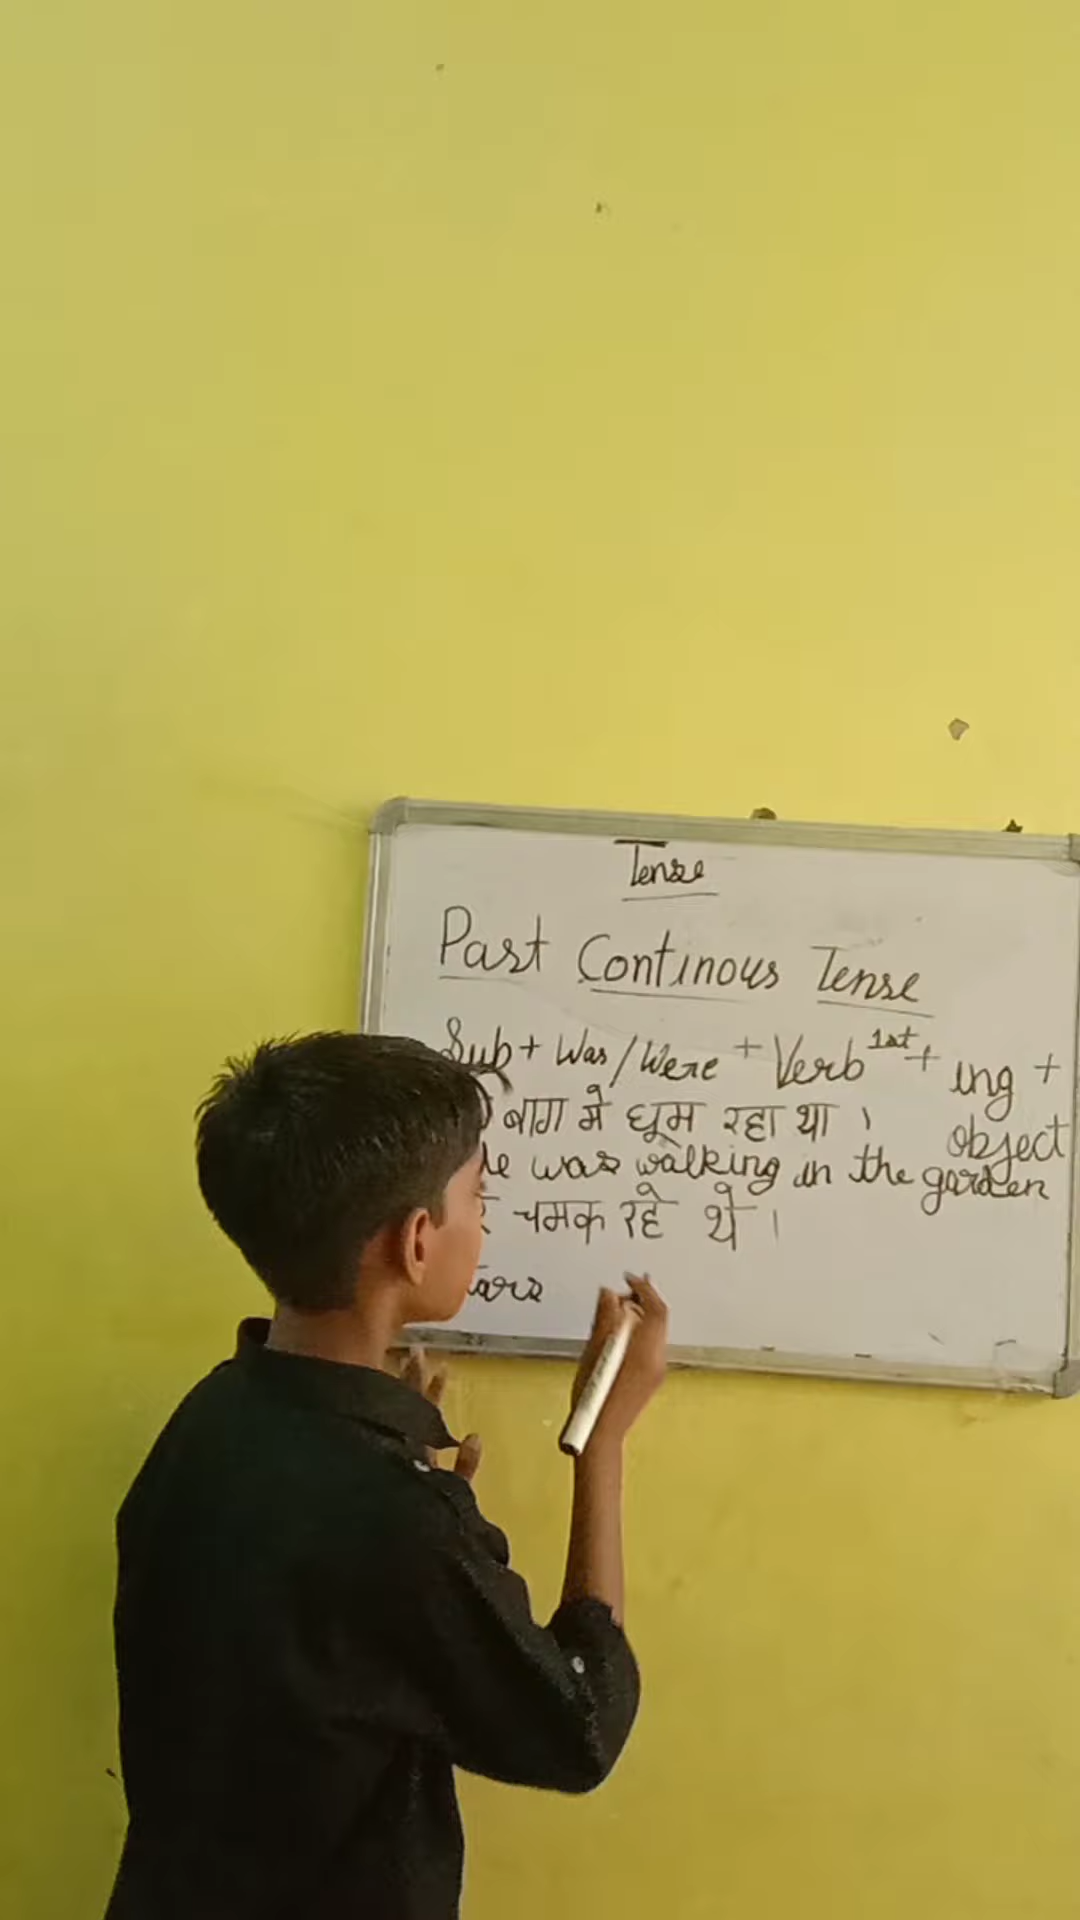 Tense
Past Continous Tense
Sub + Was/Were + Verb 1st + ing +
object
बाग मे घूम रहा था ।
was walking in the garden
चमक रहे थे ।